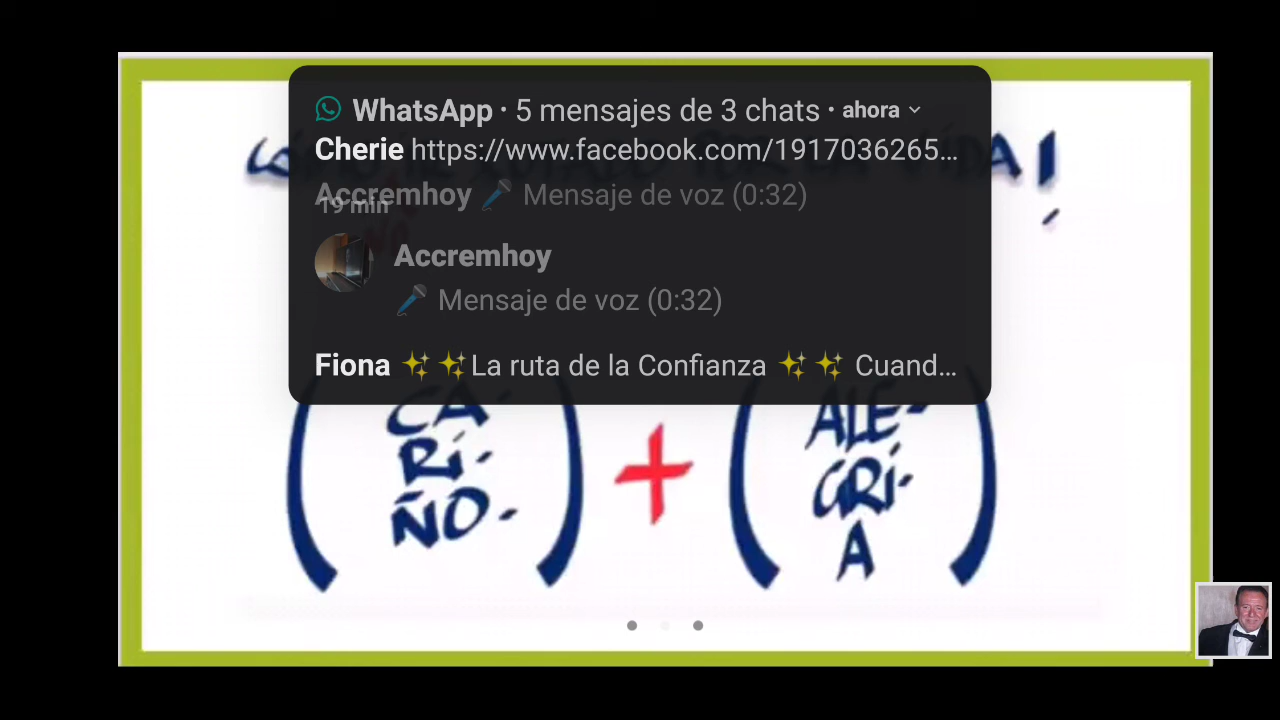 WhatsApp · 5 mensajes de 3 chats · ahora
Cherie https://www.facebook.com/1917036265...
Accremhoy 🎤 Mensaje de voz (0:32)
19 min
Accremhoy
🎤 Mensaje de voz (0:32)
Fiona ✨✨La ruta de la Confianza ✨✨ Cuand...
(CA-
RI-
ÑO-)
+
(ALE-
GRI-
A)